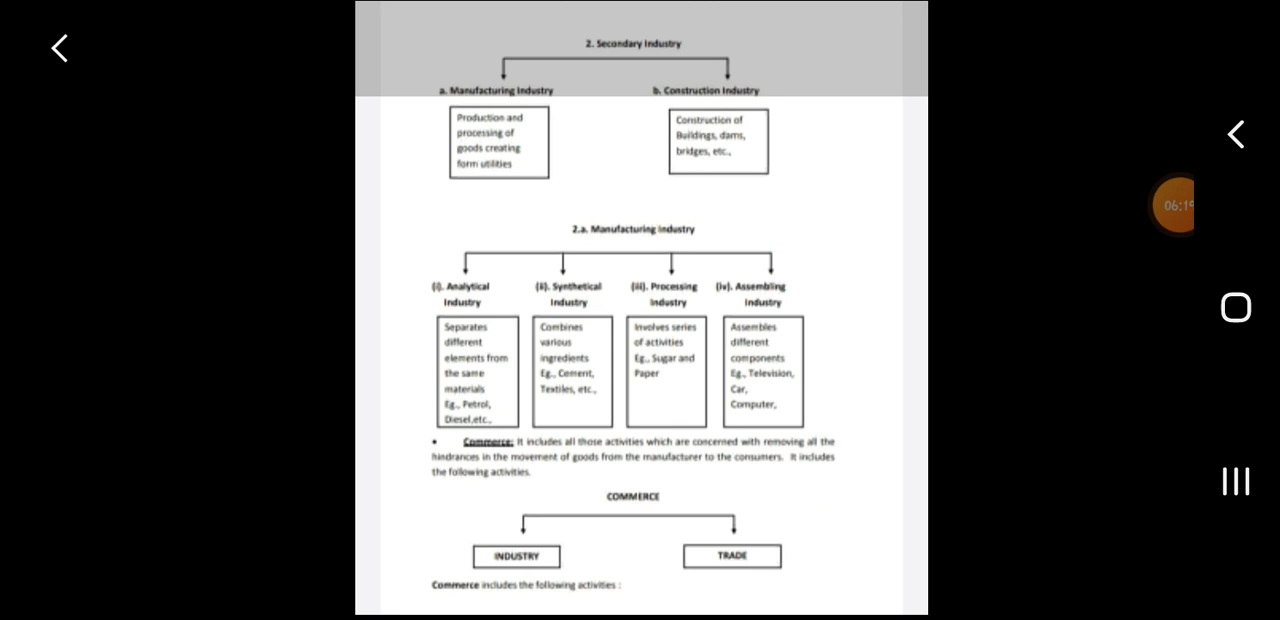 2. Secondary Industry
a. Manufacturing Industry
b. Construction Industry
Production and
processing of
goods creating
form utilities
Construction of
Buildings, dams,
bridges, etc.,
2.a. Manufacturing Industry
(i). Analytical
Industry
(ii). Synthetical
Industry
(iii). Processing
Industry
(iv). Assembling
Industry
Separates
different
elements from
the same
materials
Eg., Petrol,
Diesel,etc.,
Combines
various
ingredients
Eg., Cement,
Textiles, etc.,
Involves series
of activities
Eg., Sugar and
Paper
Assembles
different
components
Eg., Television,
Car,
Computer,
• Commerce: It includes all those activities which are concerned with removing all the
hindrances in the movement of goods from the manufacturer to the consumers. It includes
the following activities.
COMMERCE
INDUSTRY
TRADE
Commerce includes the following activities :